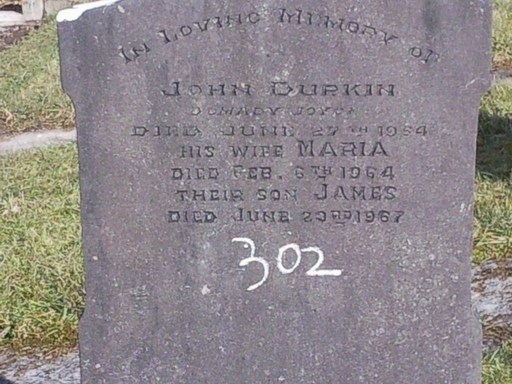 In Loving Memory of
John Durkin
Died June 27th 1954
his wife Maria
died Feb. 6th 1964
their son James
died June 23rd 1967
302